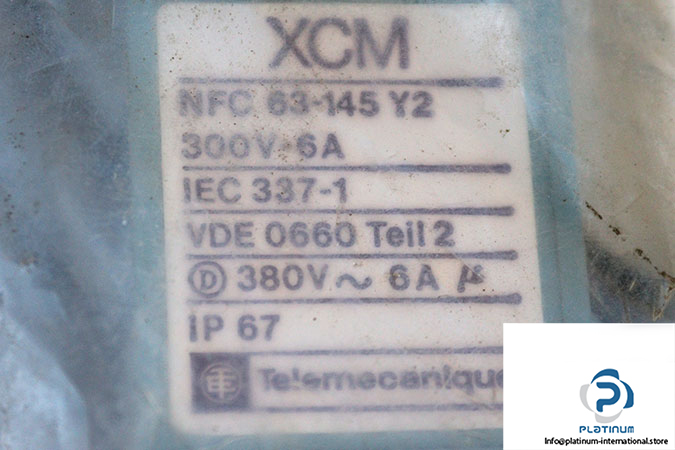 XCM
NFC 63-145 Y2
300V 6A
IEC 337-1
VDE 0660 Teil 2
D 380V ~ 6A µ
IP 67
Telemecanique
PLATINUM
Info@platinum-international.store